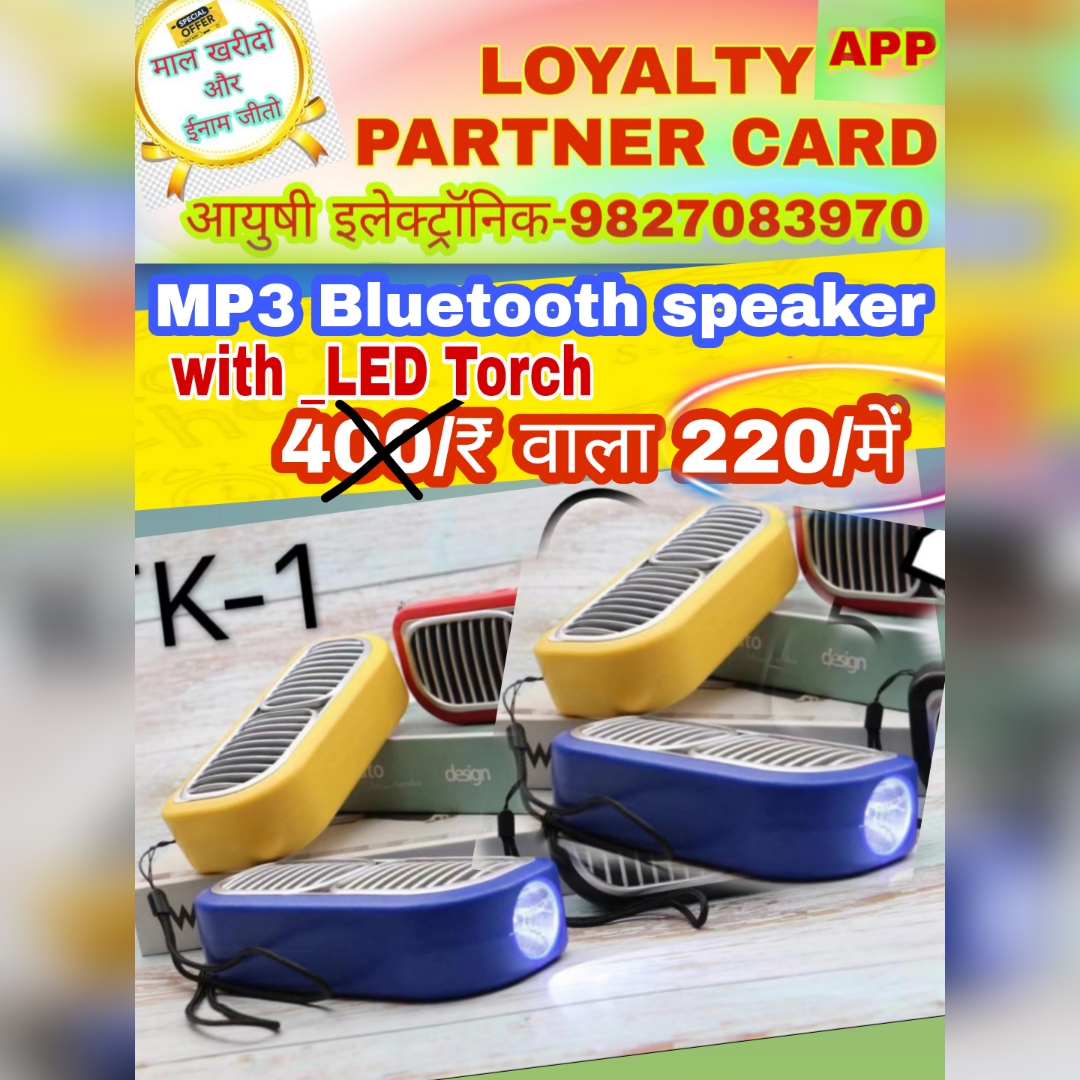 SPECIAL
OFFER
माल खरीदो
और
ईनाम जीतो
LOYALTY APP
PARTNER CARD
आयुषी इलेक्ट्रॉनिक-9827083970
MP3 Bluetooth speaker
with _LED Torch
400/₹ वाला 220/में
K-1
design
design